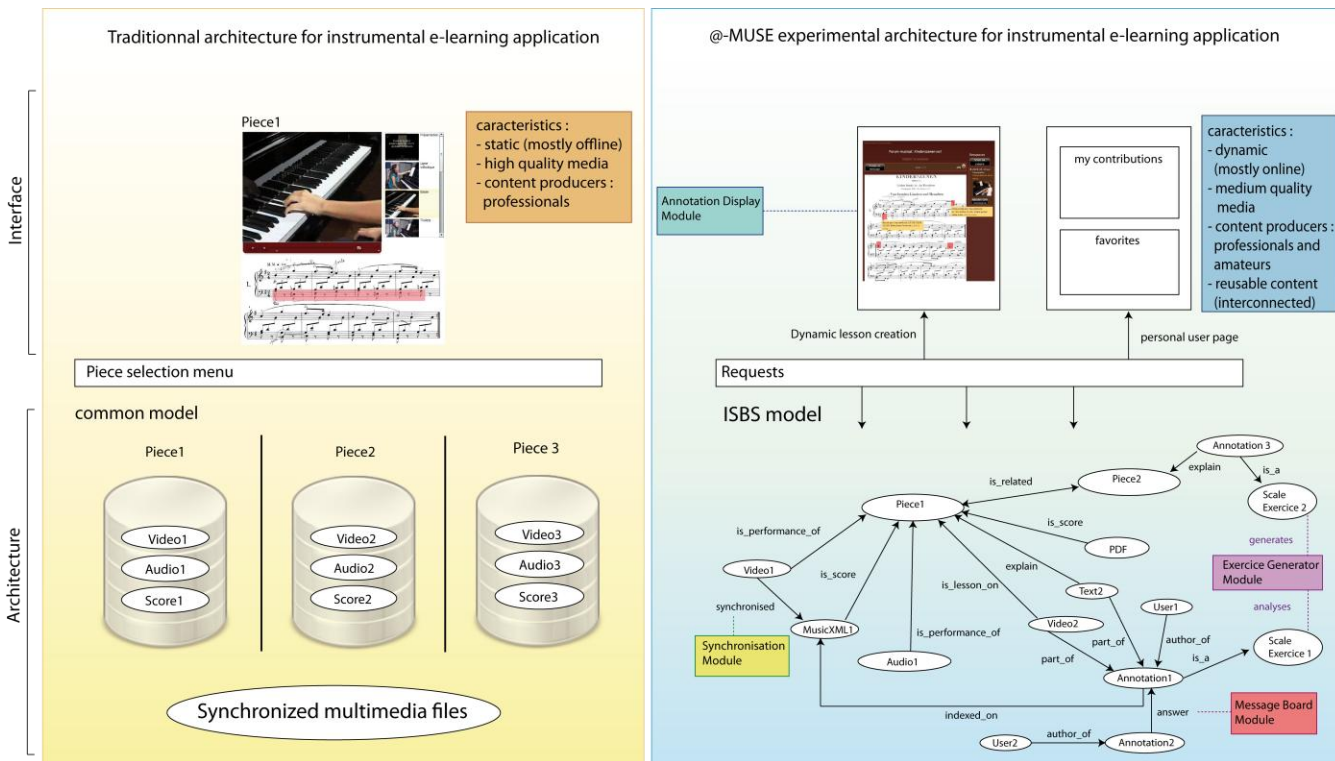 Traditionnal architecture for instrumental e-learning application
Interface
Piece1
caracteristics :
- static (mostly offline)
- high quality media
- content producers :
professionals
Piece selection menu
Architecture
common model
Piece1
Piece2
Piece 3
Video1
Audio1
Score1
Video2
Audio2
Score2
Video3
Audio3
Score3
Synchronized multimedia files
@-MUSE experimental architecture for instrumental e-learning application
Annotation Display
Module
my contributions
favorites
caracteristics :
- dynamic
(mostly online)
- medium quality
media
- content producers :
professionals and
amateurs
- reusable content
(interconnected)
Dynamic lesson creation
personal user page
Requests
ISBS model
Annotation 3
explain
is_a
Piece2
is_related
Scale
Exercice 2
Piece1
is_performance_of
is_score
PDF
generates
Exercice Generator
Module
Video1
is_score
is_lesson_on
explain
Text2
analyses
synchronised
MusicXML1
Video2
User1
Synchronisation
Module
is_performance_of
part_of
author_of
Scale
Exercice 1
Audio1
part_of
is_a
Annotation1
indexed_on
answer
Message Board
Module
User2
author_of
Annotation2